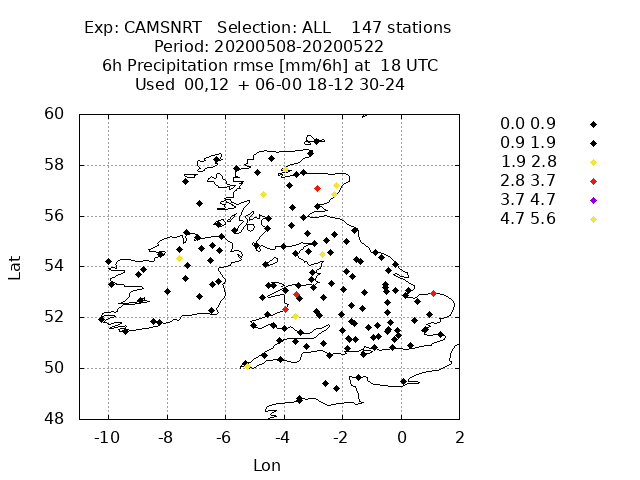 Exp: CAMSNRT Selection: ALL 147 stations
Period: 20200508-20200522
6h Precipitation rmse [mm/6h] at 18 UTC
Used 00,12 + 06-00 18-12 30-24
60
58
56
54
52
50
48
Lat
-10 -8 -6 -4 -2 0 2
Lon
0.0 0.9
0.9 1.9
1.9 2.8
2.8 3.7
3.7 4.7
4.7 5.6